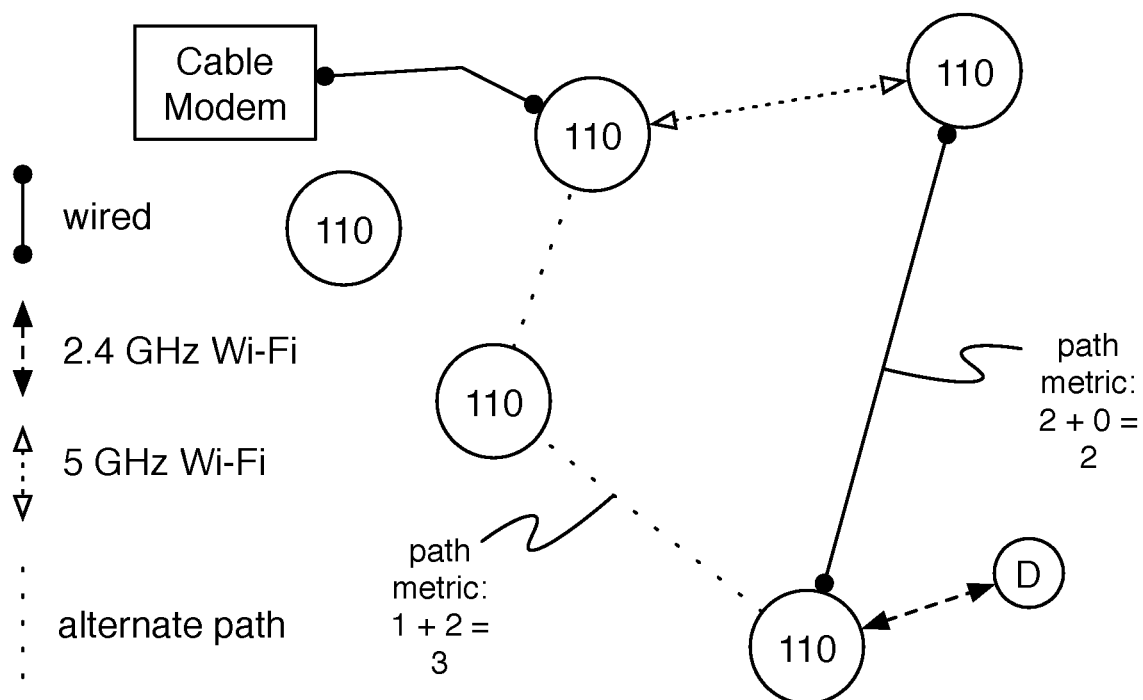 Cable
Modem
110
110
wired
110
2.4 GHz Wi-Fi
110
path
metric:
2 + 0 =
2
5 GHz Wi-Fi
path
metric:
1 + 2 =
3
D
alternate path
110